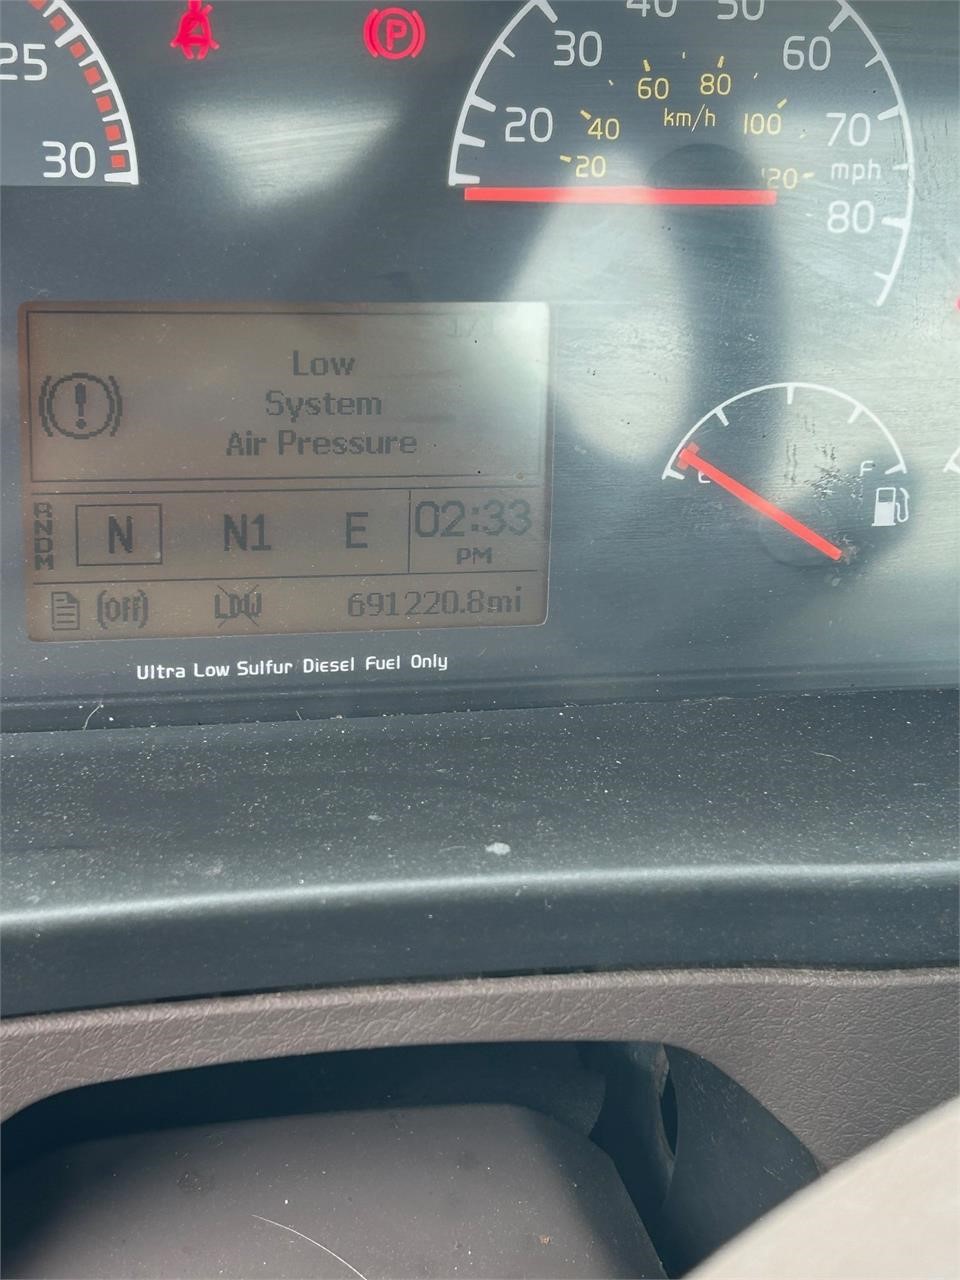 25
30
P
20
30
40
50
60
70
80
mph
20
40
60
80
100
120
km/h
Low
System
Air Pressure
RNDM
N
N1
E
02:33
PM
(Off)
LDW
691220.8mi
E
F
Ultra Low Sulfur Diesel Fuel Only